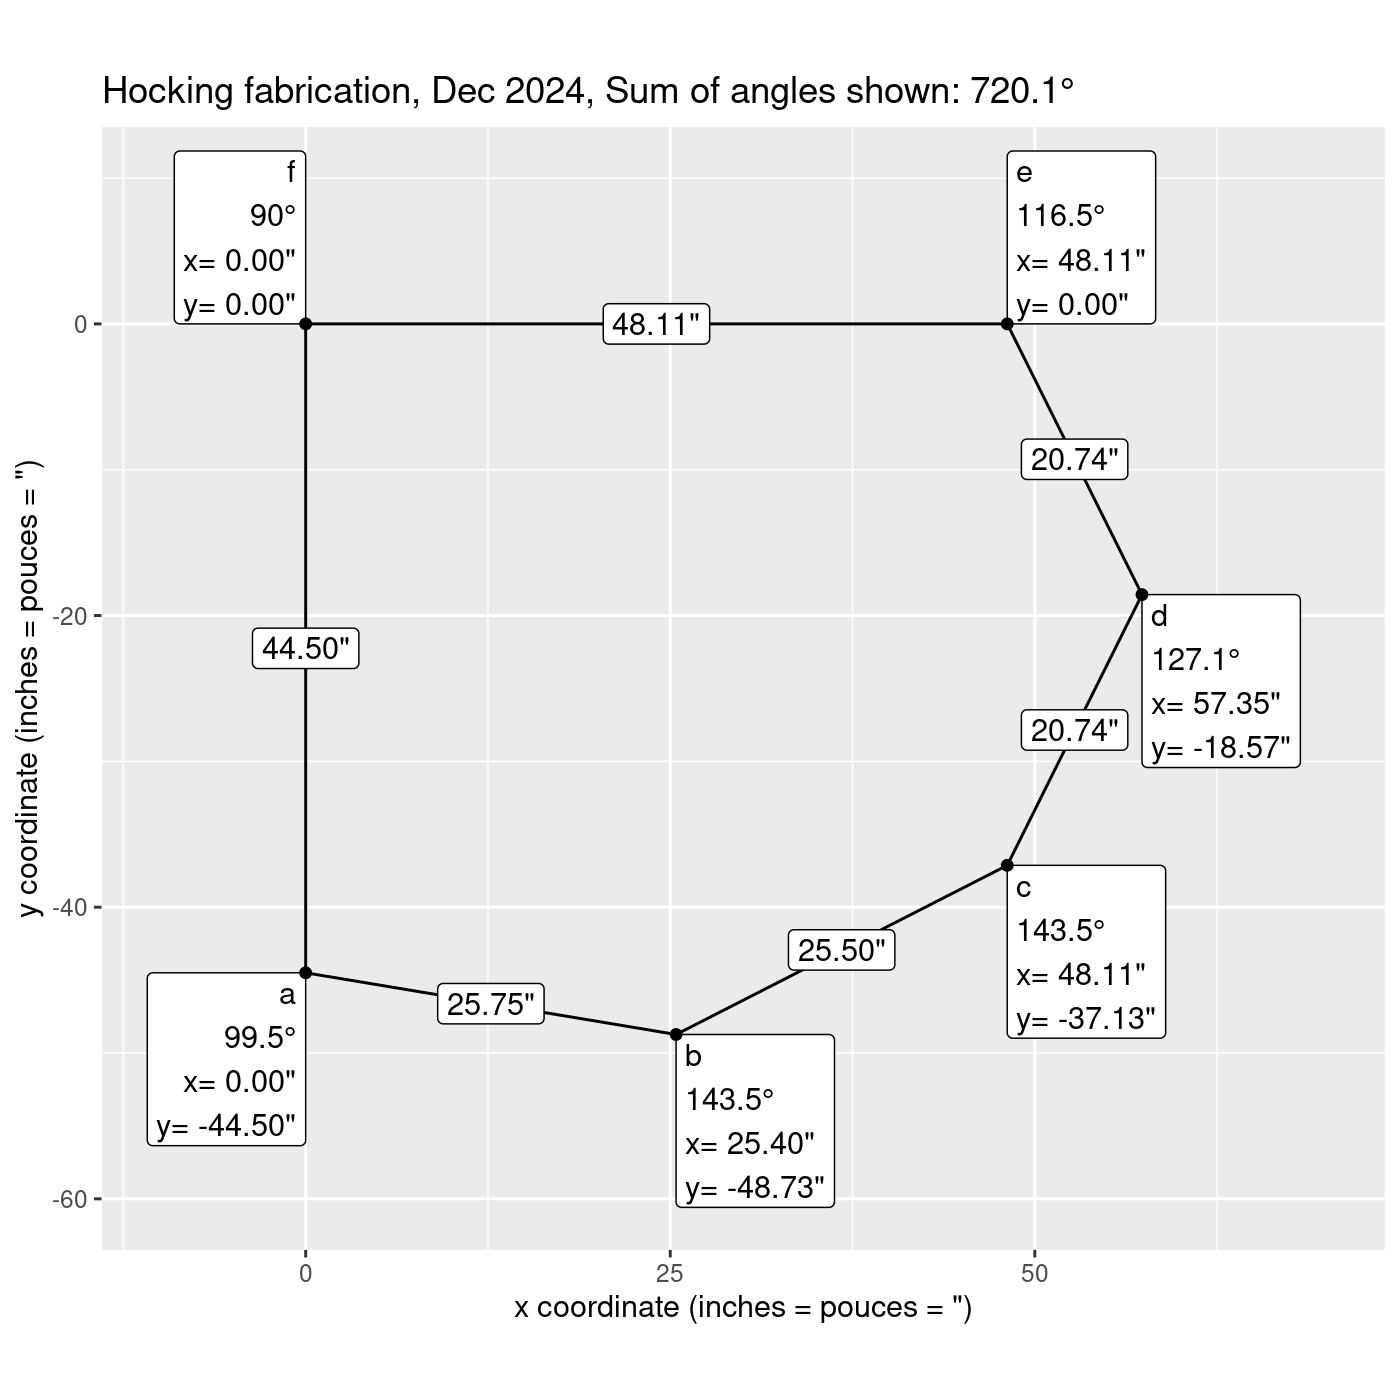 Hocking fabrication, Dec 2024, Sum of angles shown: 720.1°
f
90°
x= 0.00"
y= 0.00"
e
116.5°
x= 48.11"
y= 0.00"
48.11"
20.74"
44.50"
d
127.1°
x= 57.35"
y= -18.57"
20.74"
c
143.5°
x= 48.11"
y= -37.13"
25.50"
25.75"
a
99.5°
x= 0.00"
y= -44.50"
b
143.5°
x= 25.40"
y= -48.73"
0
-20
-40
-60
y coordinate (inches = pouces = ")
0
25
50
x coordinate (inches = pouces = ")